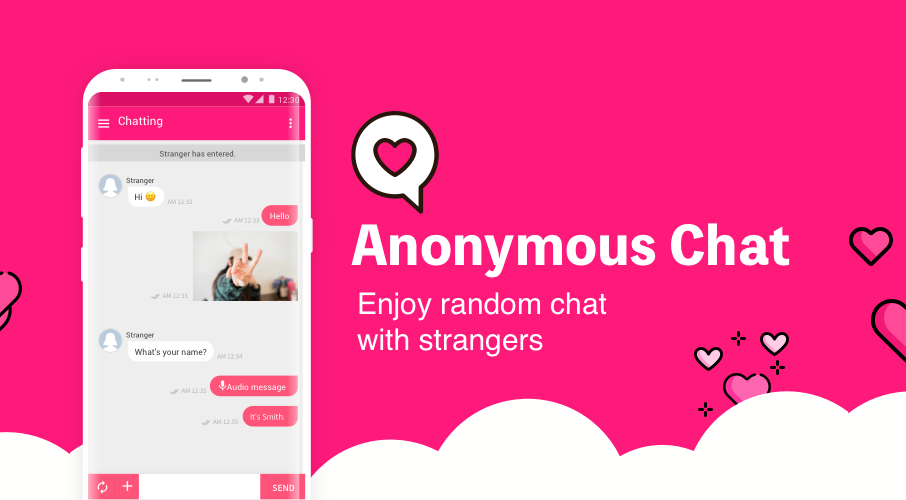 12:30
Chatting
Stranger has entered.
Stranger
Hi
AM 12:32
AM 12:33
Hello
AM 12:33
Stranger
What's your name?
AM 12:34
AM 12:35
Audio message
AM 12:35
It's Smith.
SEND
Anonymous Chat
Enjoy random chat
with strangers